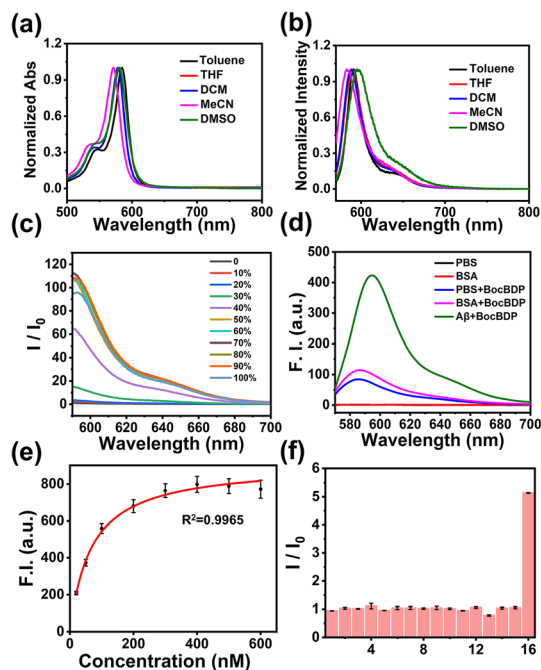 (a)
Normalized Abs
1.2
0.9
0.6
0.3
0.0
500 600 700 800
Wavelength (nm)
Toluene
THF
DCM
MeCN
DMSO
(b)
Normalized Intensity
1.2
0.9
0.6
0.3
0.0
600 700 800
Wavelength (nm)
Toluene
THF
DCM
MeCN
DMSO
(c)
I / I0
120
100
80
60
40
20
0
600 620 640 660 680 700
Wavelength (nm)
0
10%
20%
30%
40%
50%
60%
70%
80%
90%
100%
(d)
F. I. (a.u.)
500
400
300
200
100
0
580 600 620 640 660 680 700
Wavelength (nm)
PBS
BSA
PBS+BocBDP
BSA+BocBDP
Aβ+BocBDP
(e)
F.I. (a.u.)
800
600
400
200
0
0 200 400 600
Concentration (nM)
R²=0.9965
(f)
I / I0
6
5
4
3
2
1
0
4 8 12 16